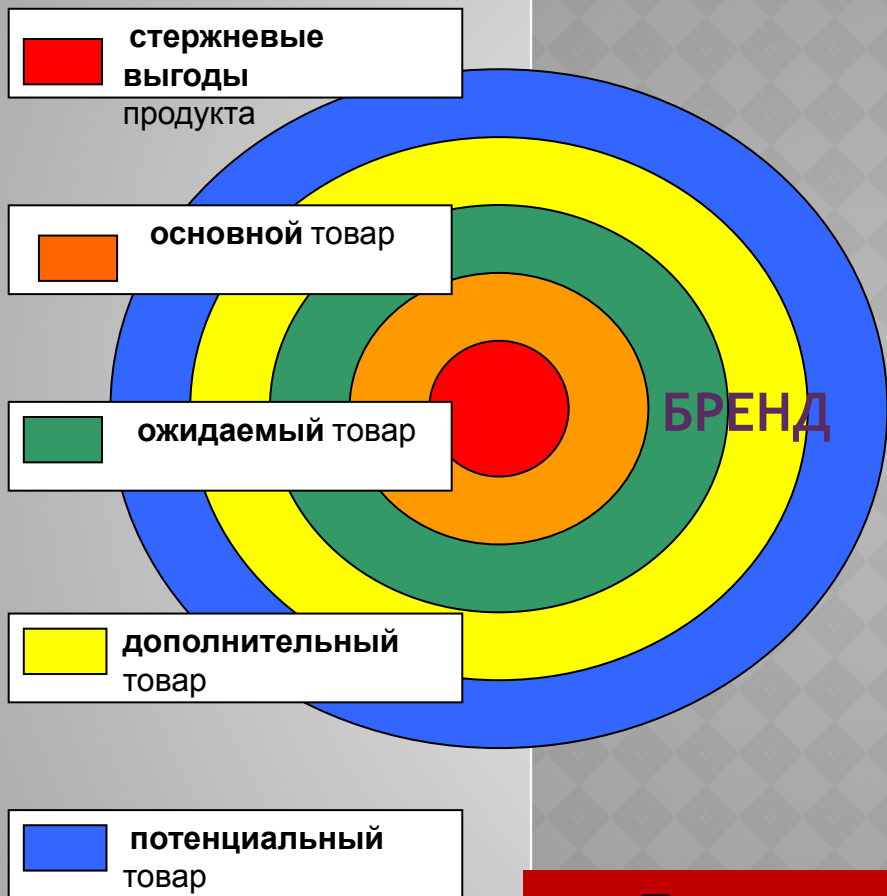 стержневые
выгоды
продукта
основной товар
БРЕНД
ожидаемый товар
дополнительный
товар
потенциальный
товар